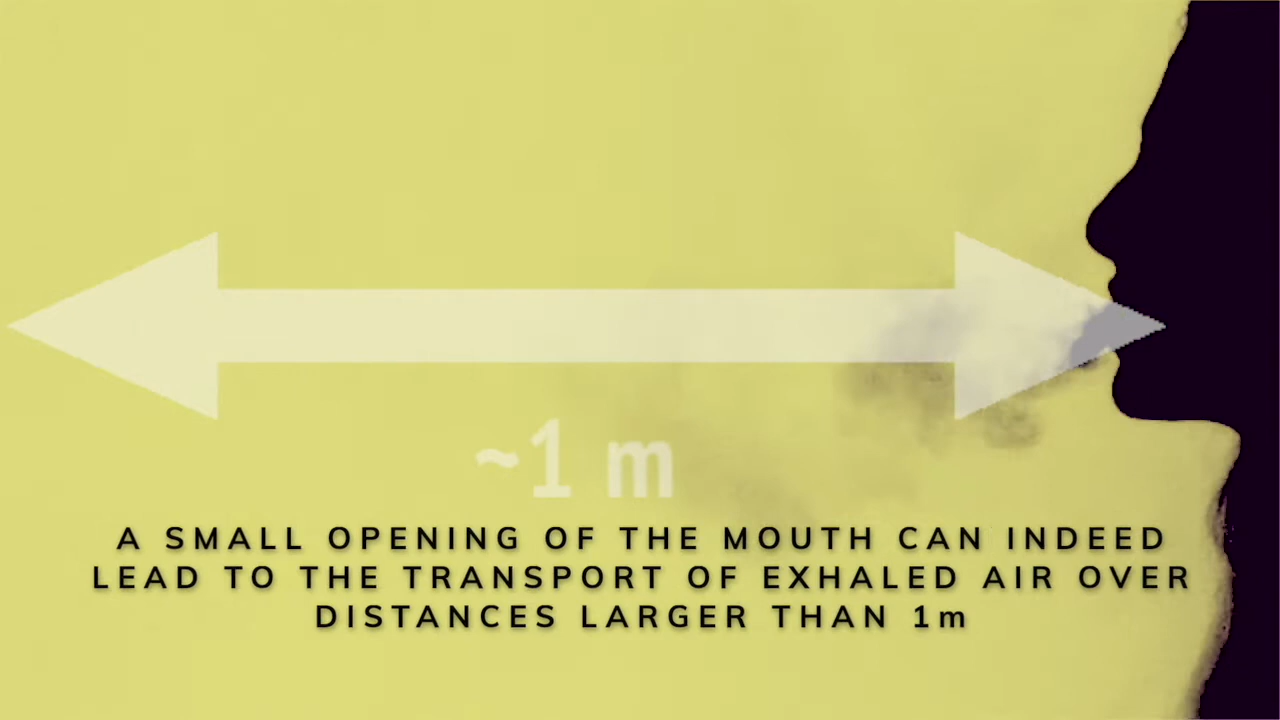 ~1 m
A SMALL OPENING OF THE MOUTH CAN INDEED
LEAD TO THE TRANSPORT OF EXHALED AIR OVER
DISTANCES LARGER THAN 1m